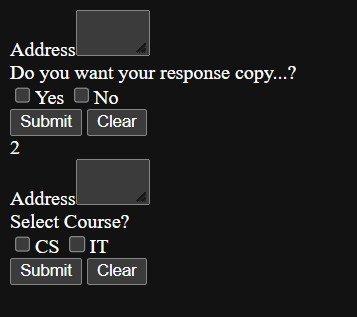 Address
Do you want your response copy...?
Yes No
Submit Clear
2
Address
Select Course?
CS IT
Submit Clear